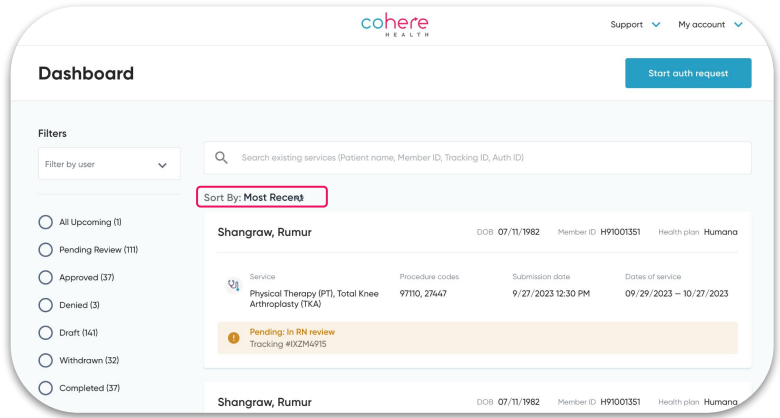 cohere
HEALTH
Support
My account
Dashboard
Start auth request
Filters
Filter by user
Search existing services (Patient name, Member ID, Tracking ID, Auth ID)
Sort By: Most Recent
All Upcoming (1)
Pending Review (111)
Approved (37)
Denied (3)
Draft (141)
Withdrawn (32)
Completed (37)
Shangraw, Rumur
DOB 07/11/1982
Member ID H91001351
Health plan Humana
Service
Physical Therapy (PT), Total Knee
Arthroplasty (TKA)
Procedure codes
97110, 27447
Submission date
9/27/2023 12:30 PM
Dates of service
09/29/2023 – 10/27/2023
Pending: In RN review
Tracking #IXZM4915
Shangraw, Rumur
DOB 07/11/1982
Member ID H91001351
Health plan Humana